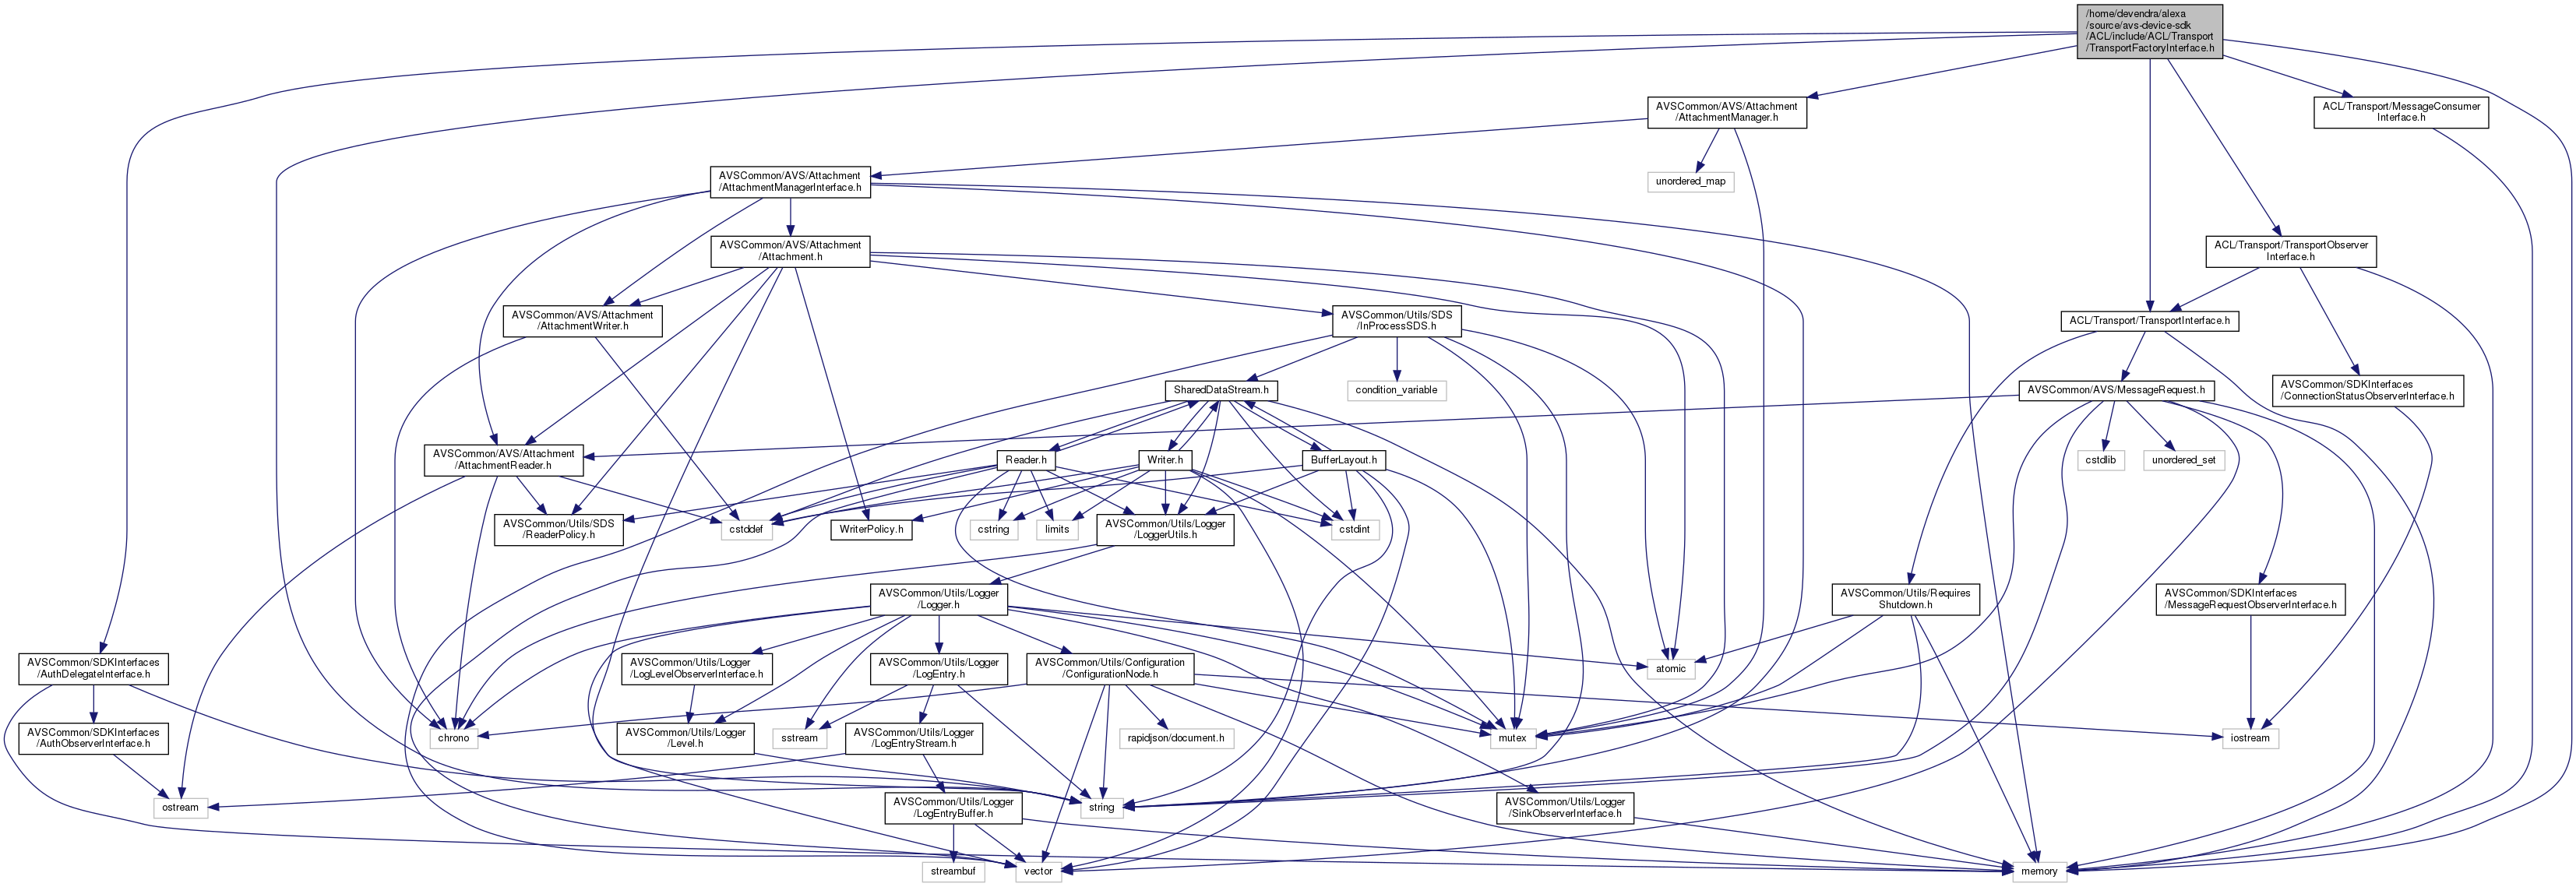 /home/devendra/alexa
/source/avs-device-sdk
/ACL/include/ACL/Transport
/TransportFactoryInterface.h
AVSCommon/AVS/Attachment
/AttachmentManager.h
ACL/Transport/MessageConsumer
Interface.h
AVSCommon/AVS/Attachment
/AttachmentManagerInterface.h
unordered_map
AVSCommon/AVS/Attachment
/Attachment.h
ACL/Transport/TransportObserver
Interface.h
AVSCommon/AVS/Attachment
/AttachmentWriter.h
AVSCommon/Utils/SDS
/InProcessSDS.h
ACL/Transport/TransportInterface.h
SharedDataStream.h
condition_variable
AVSCommon/AVS/MessageRequest.h
AVSCommon/SDKInterfaces
/ConnectionStatusObserverInterface.h
AVSCommon/AVS/Attachment
/AttachmentReader.h
Reader.h
Writer.h
BufferLayout.h
cstdlib
unordered_set
AVSCommon/Utils/SDS
/ReaderPolicy.h
cstddef
WriterPolicy.h
cstring
limits
AVSCommon/Utils/Logger
/LoggerUtils.h
cstdint
AVSCommon/Utils/Logger
/Logger.h
AVSCommon/Utils/Requires
Shutdown.h
AVSCommon/SDKInterfaces
/MessageRequestObserverInterface.h
AVSCommon/SDKInterfaces
/AuthDelegateInterface.h
AVSCommon/Utils/Logger
/LogLevelObserverInterface.h
AVSCommon/Utils/Logger
/LogEntry.h
AVSCommon/Utils/Configuration
/ConfigurationNode.h
atomic
AVSCommon/SDKInterfaces
/AuthObserverInterface.h
chrono
AVSCommon/Utils/Logger
/Level.h
sstream
AVSCommon/Utils/Logger
/LogEntryStream.h
rapidjson/document.h
mutex
iostream
ostream
AVSCommon/Utils/Logger
/LogEntryBuffer.h
string
AVSCommon/Utils/Logger
/SinkObserverInterface.h
streambuf
vector
memory